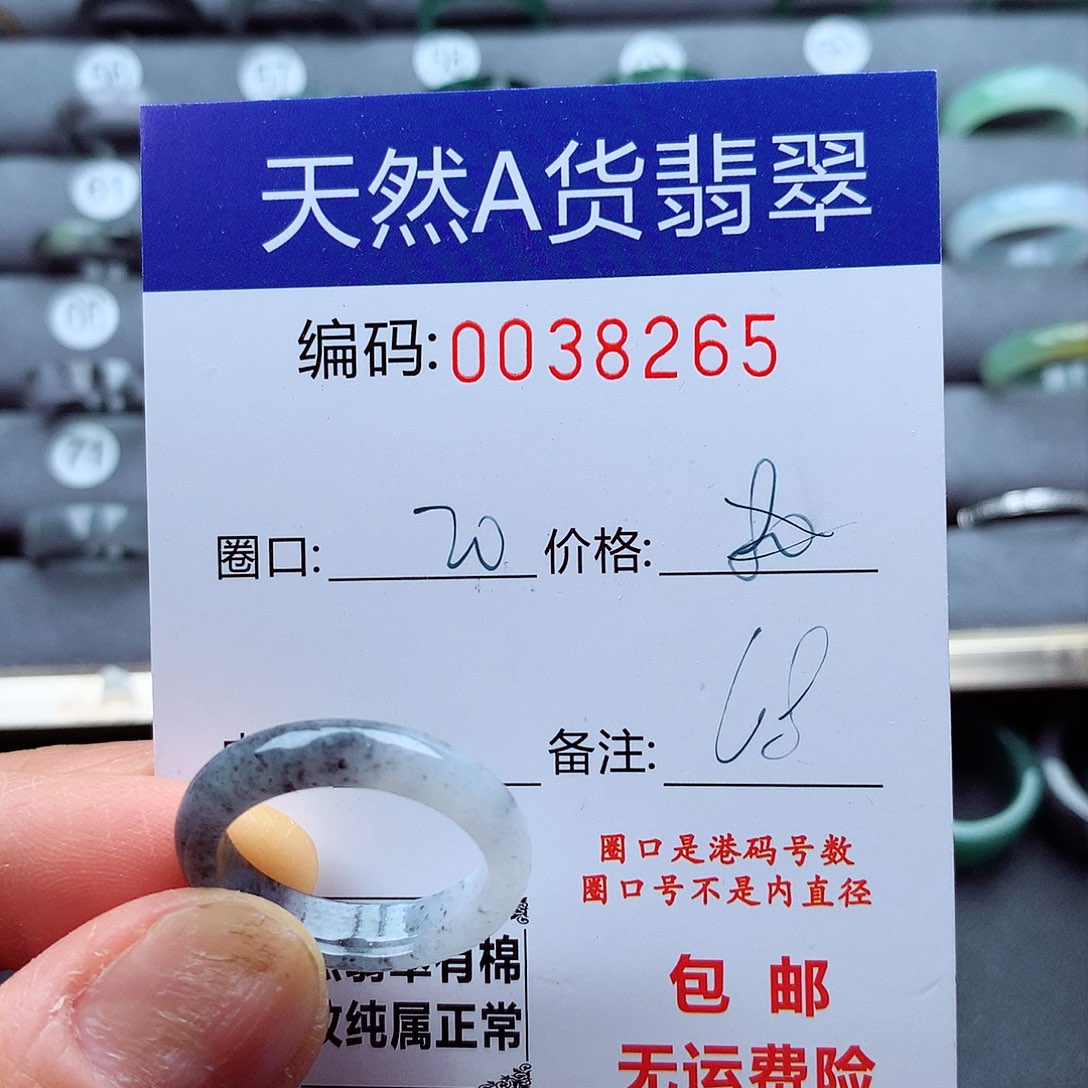 天然A货翡翠
编码:0038265
圈口: 20 价格:
备注: 68
圈口是港码号数
圈口号不是内直径
翡翠有棉
纹纯属正常
包 邮
无运费险
71